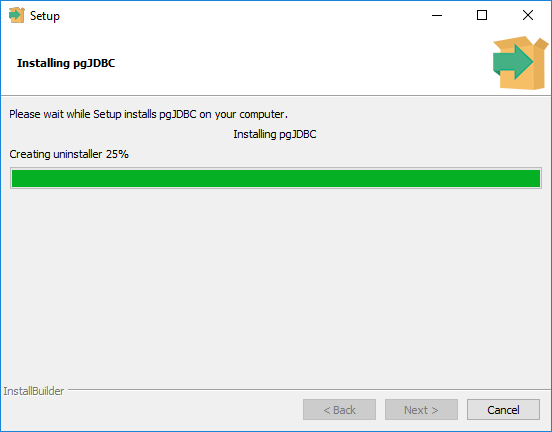 Setup
Installing pgJDBC
Please wait while Setup installs pgJDBC on your computer.
Installing pgJDBC
Creating uninstaller 25%
InstallBuilder
< Back
Next >
Cancel